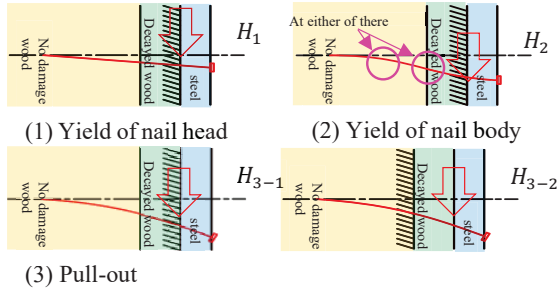 No damage
wood
Decayed wood
steel
H1
(1) Yield of nail head
At either of there
No damage
wood
Decayed wood
steel
H2
(2) Yield of nail body
No damage
wood
Decayed wood
steel
H3−1
No damage
wood
Decayed wood
steel
H3−2
(3) Pull-out